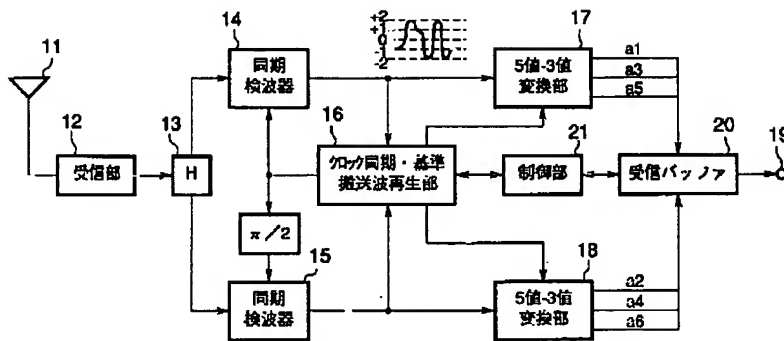 +2
+1
0
-1
-2
11
12
受信部
13
H
14
同期
検波器
16
クロック同期・基準
搬送波再生部
π/2
15
同期
検波器
17
5値-3値
変換部
a1
a3
a5
21
制御部
20
受信バッファ
19
18
5値-3値
変換部
a2
a4
a6